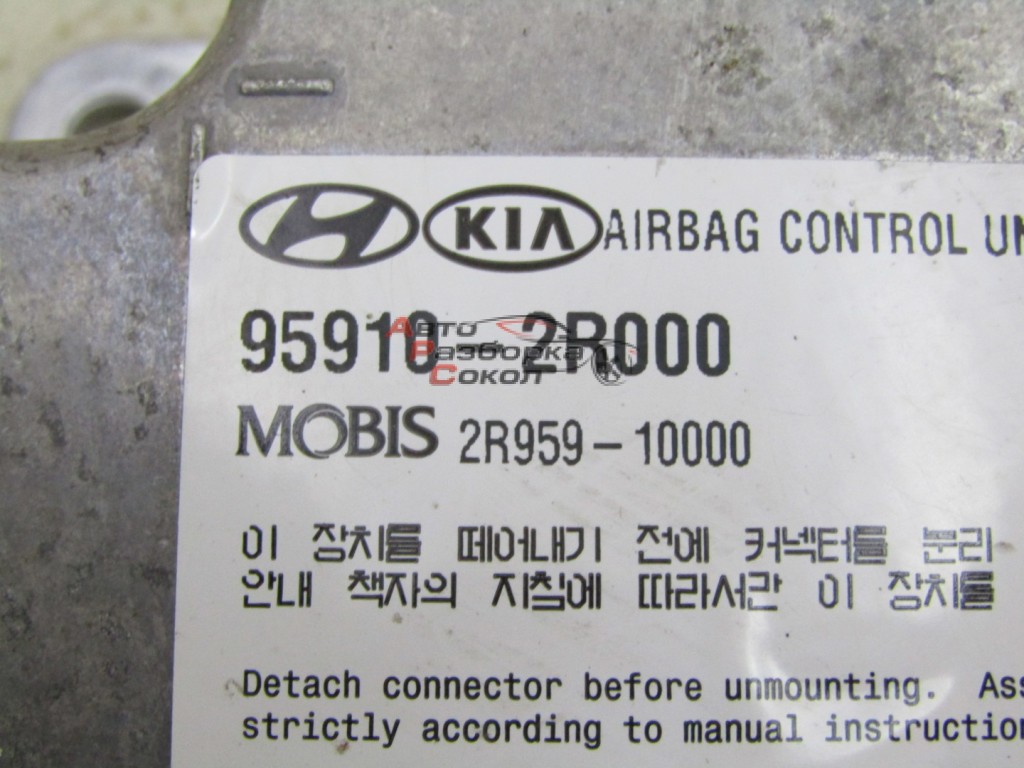 KIA AIRBAG CONTROL UN
95910-2R000
Авто
Разборка
Сокол
MOBIS 2R959-10000
이 장치를 떼어내기 전에 커넥터를 분리
안내 책자의 지침에 따라서만 이 장치를
Detach connector before unmounting. Ass
strictly according to manual instruction